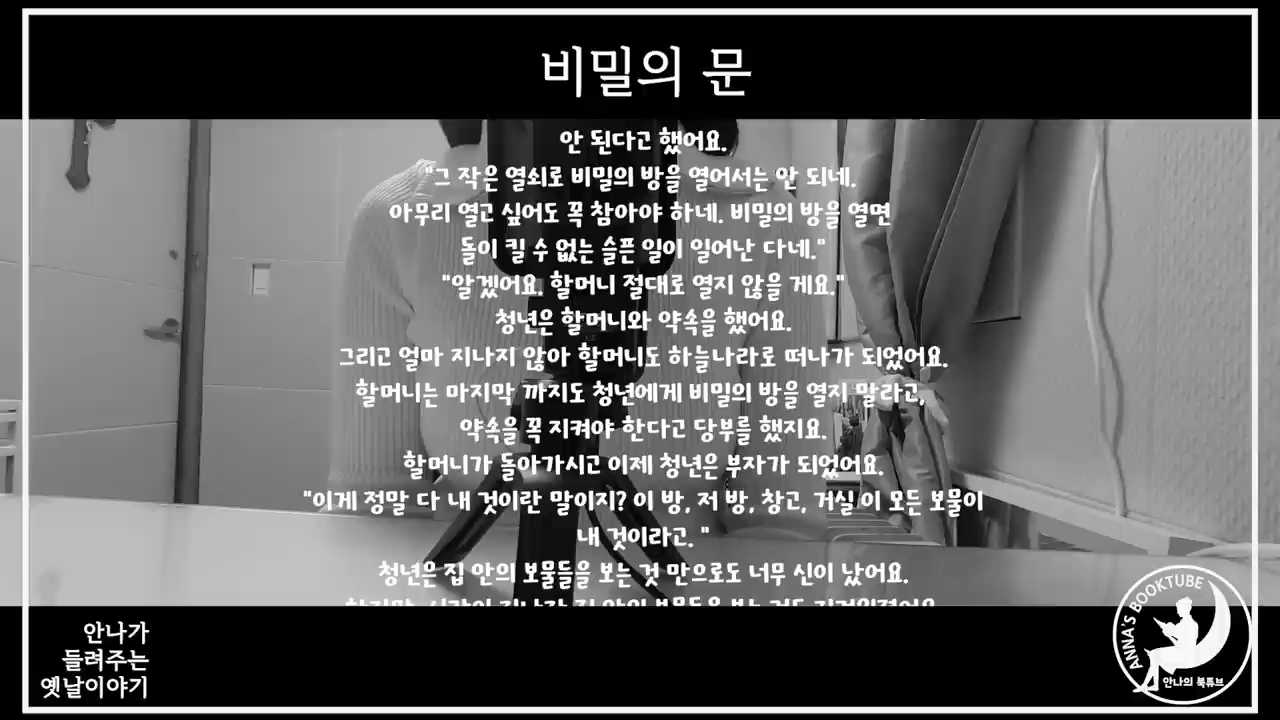 비밀의 문
안 된다고 했어요.
"그 작은 열쇠로 비밀의 방을 열어서는 안 되네.
아무리 열고 싶어도 꼭 참아야 하네. 비밀의 방을 열면
돌이 킬 수 없는 슬픈 일이 일어난 다네."
"알겠어요. 할머니 절대로 열지 않을 게요."
청년은 할머니와 약속을 했어요.
그리고 얼마 지나지 않아 할머니도 하늘나라로 떠나가 되었어요.
할머니는 마지막 까지도 청년에게 비밀의 방을 열지 말라고,
약속을 꼭 지켜야 한다고 당부를 했지요.
할머니가 돌아가시고 이제 청년은 부자가 되었어요.
"이게 정말 다 내 것이란 말이지? 이 방, 저 방, 창고, 거실 이 모든 보물이
내 것이라고. "
청년은 집 안의 보물들을 보는 것 만으로도 너무 신이 났어요.
안나가
들려주는
옛날이야기
ANNA'S BOOKTUBE
안나의 북튜브